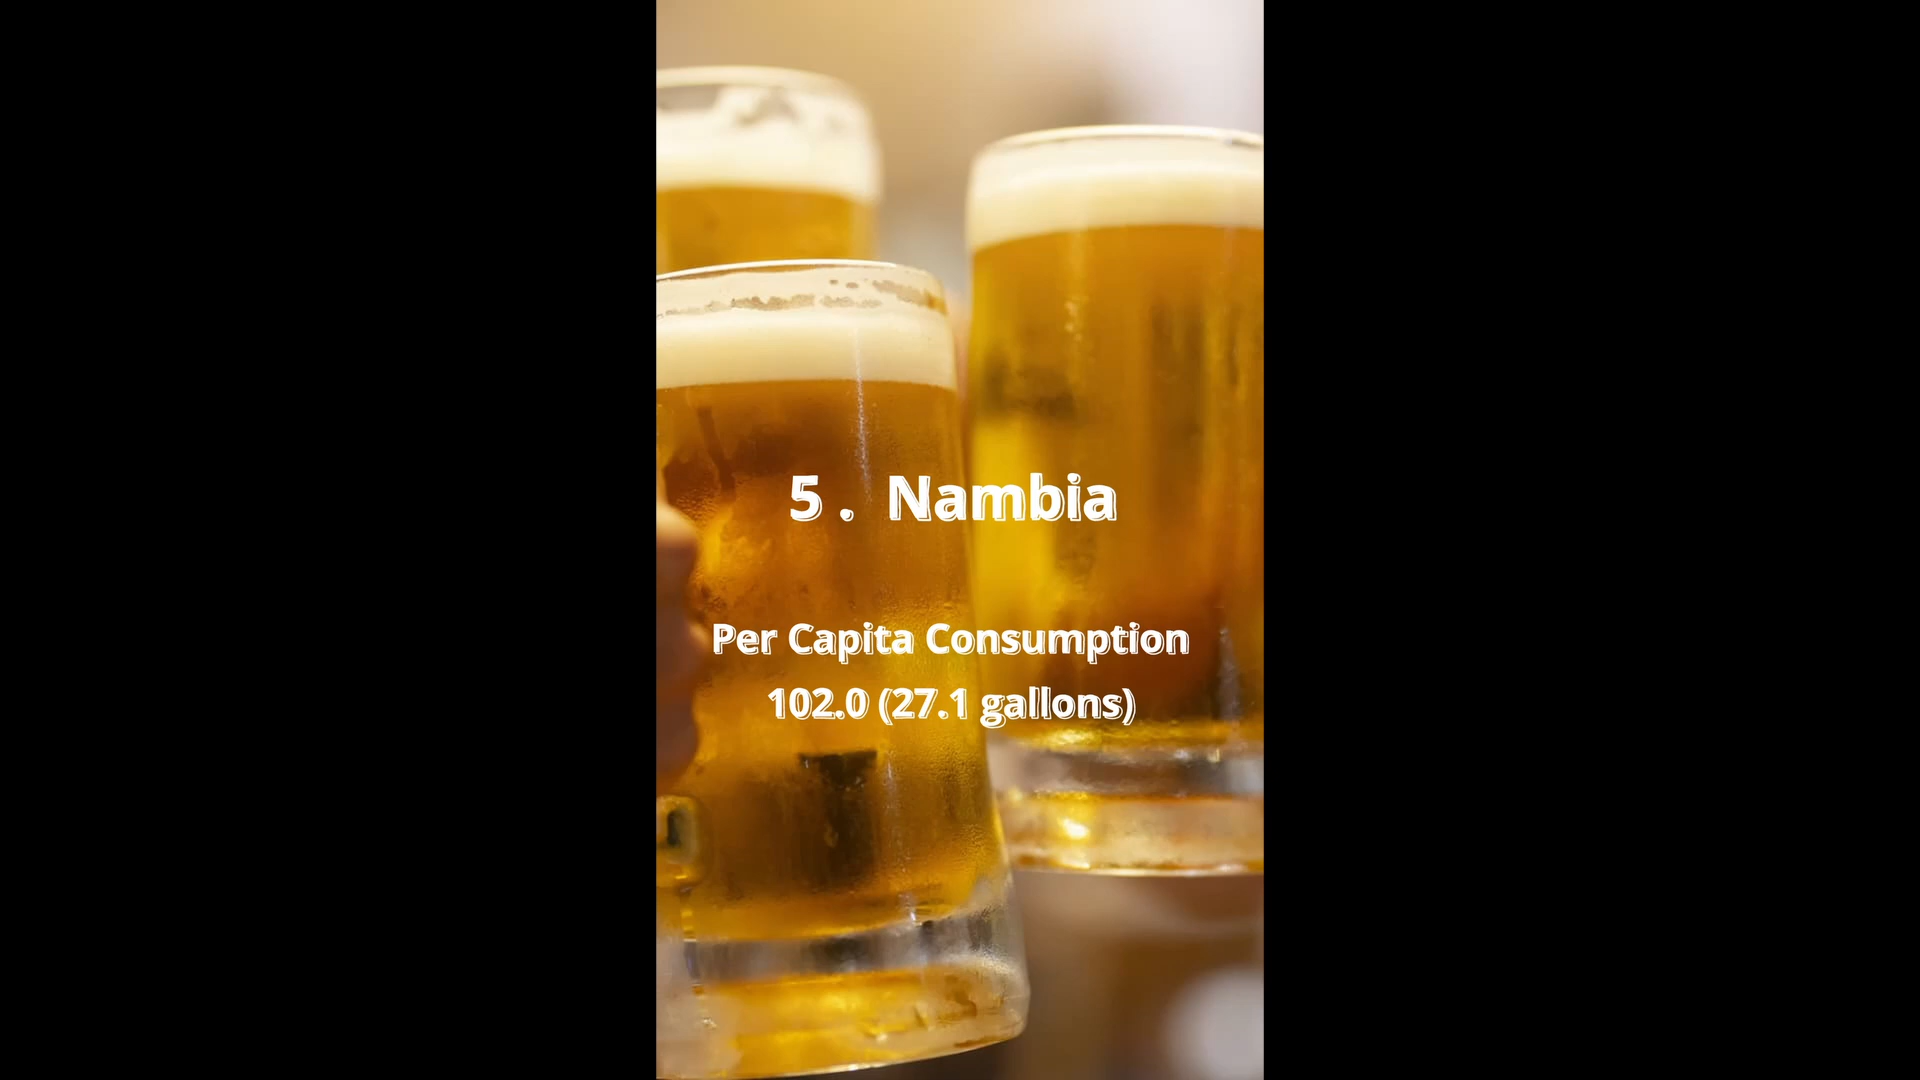 5 . Nambia
Per Capita Consumption
102.0 (27.1 gallons)